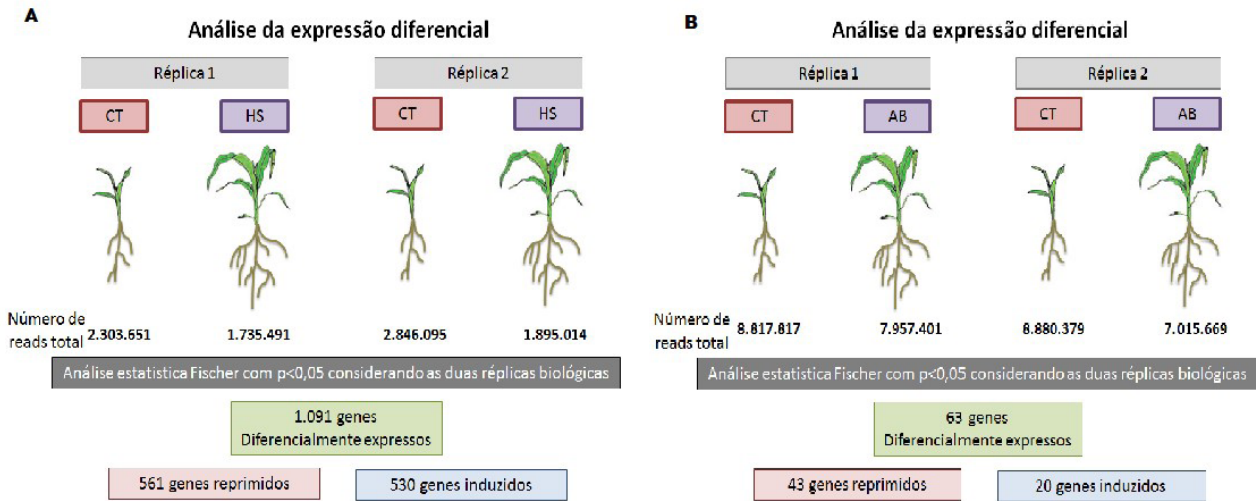 A
Análise da expressão diferencial
Réplica 1
Réplica 2
CT
HS
CT
HS
Número de
reads total
2.303.651
1.735.491
2.846.095
1.895.014
Análise estatistica Fischer com p<0,05 considerando as duas réplicas biológicas
1.091 genes
Diferencialmente expressos
561 genes reprimidos
530 genes induzidos
B
Análise da expressão diferencial
Réplica 1
Réplica 2
CT
AB
CT
AB
Número de
reads total
8.817.817
7.957.401
8.880.379
7.015.669
Análise estatistica Fischer com p<0,05 considerando as duas réplicas biológicas
63 genes
Diferencialmente expressos
43 genes reprimidos
20 genes induzidos